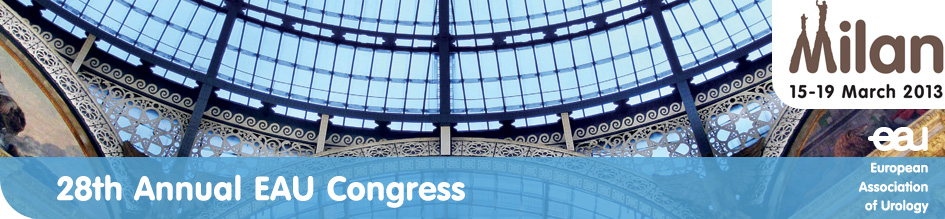 Milan
15-19 March 2013
eau
European
Association
of Urology
28th Annual EAU Congress